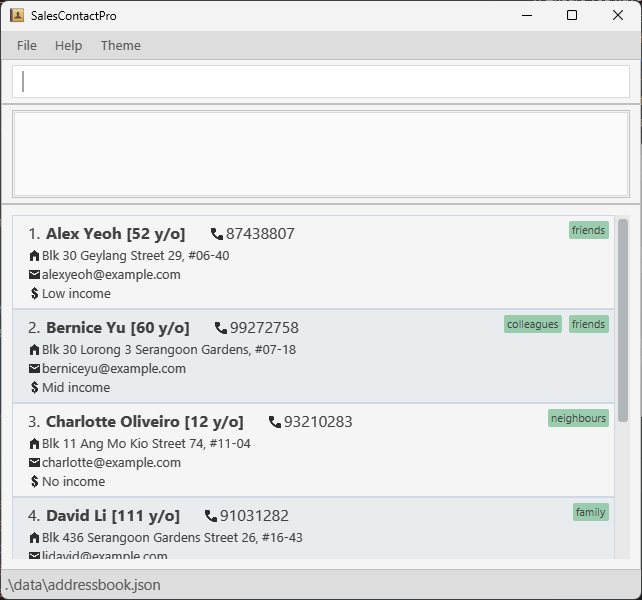 SalesContactPro
File Help Theme
1. Alex Yeoh [52 y/o] 87438807 friends
Blk 30 Geylang Street 29, #06-40
alexyeoh@example.com
$ Low income
2. Bernice Yu [60 y/o] 99272758 colleagues friends
Blk 30 Lorong 3 Serangoon Gardens, #07-18
berniceyu@example.com
$ Mid income
3. Charlotte Oliveiro [12 y/o] 93210283 neighbours
Blk 11 Ang Mo Kio Street 74, #11-04
charlotte@example.com
$ No income
4. David Li [111 y/o] 91031282 family
Blk 436 Serangoon Gardens Street 26, #16-43
lidavid@example.com
.\data\addressbook.json